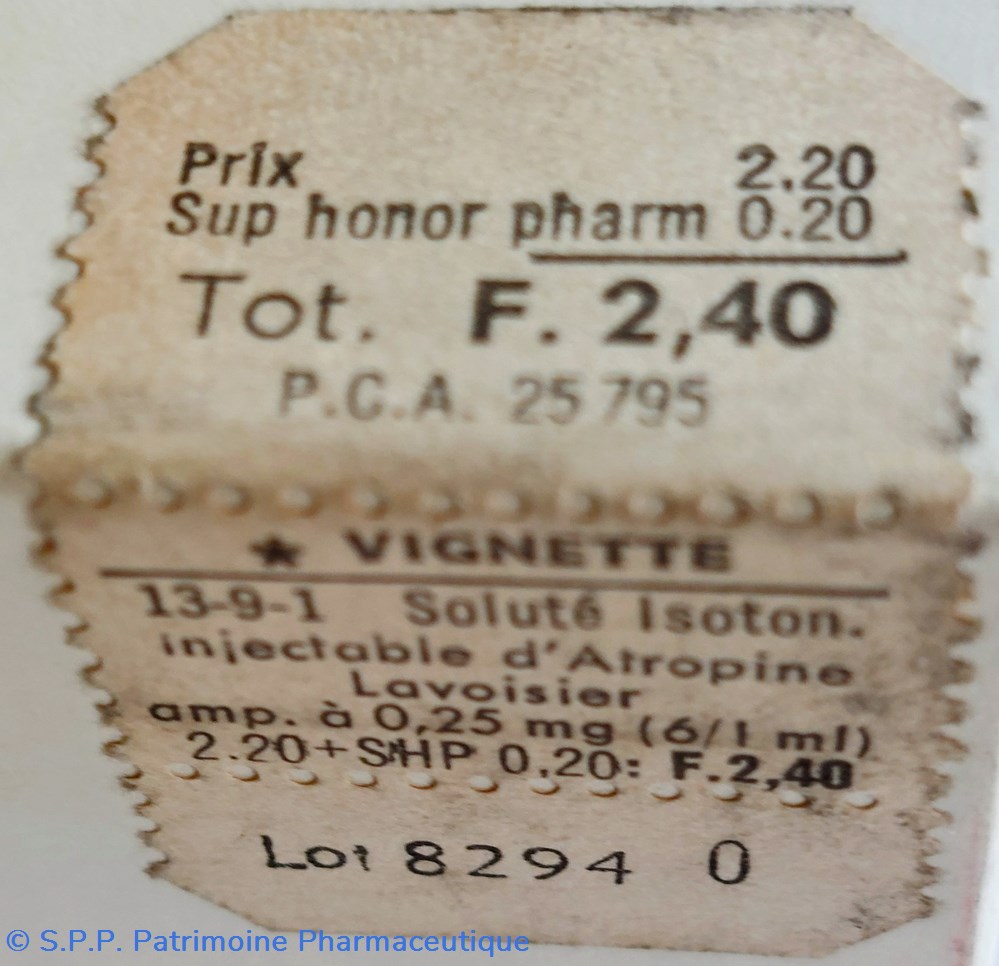 Prix 2.20
Sup honor pharm 0.20
Tot. F. 2,40
P.C.A. 25 795
★ VIGNETTE
13-9-1 Soluté Isoton.
injectable d'Atropine
Lavoisier
amp. à 0,25 mg (6/1 ml)
2.20+SHP 0,20: F.2,40
Lot 8294 0
© S.P.P. Patrimoine Pharmaceutique